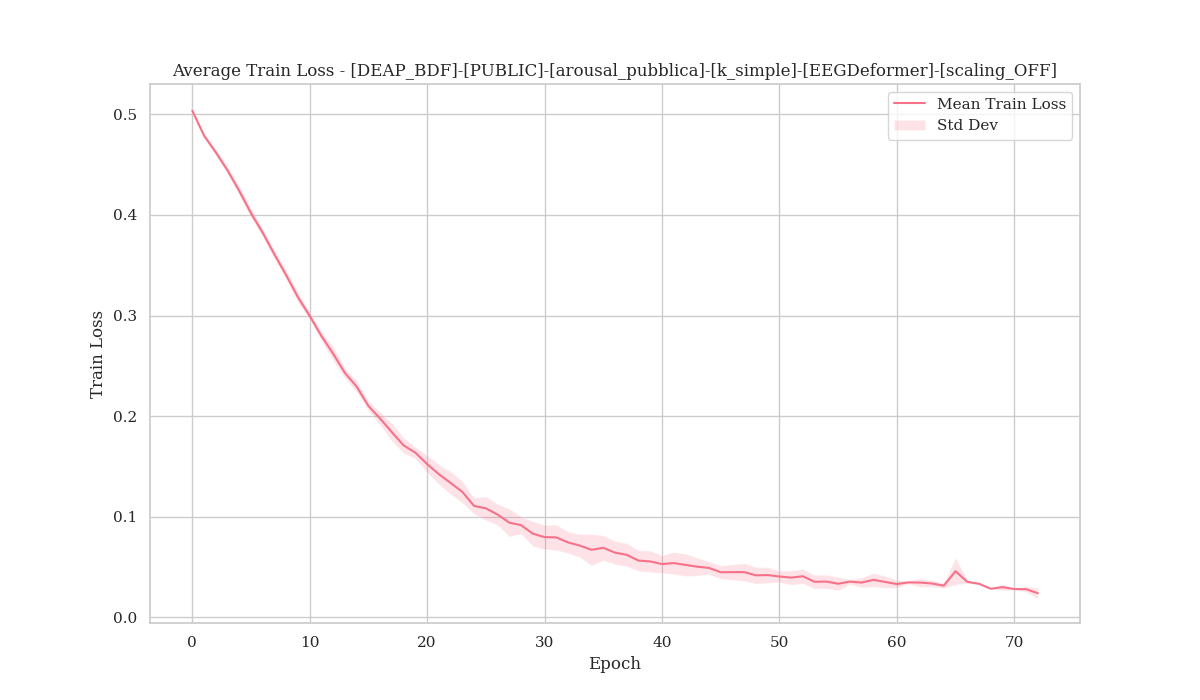 Average Train Loss - [DEAP_BDF]-[PUBLIC]-[arousal_pubblica]-[k_simple]-[EEGDeformer]-[scaling_OFF]
Mean Train Loss
Std Dev
Train Loss
0.5
0.4
0.3
0.2
0.1
0.0
0 10 20 30 40 50 60 70
Epoch